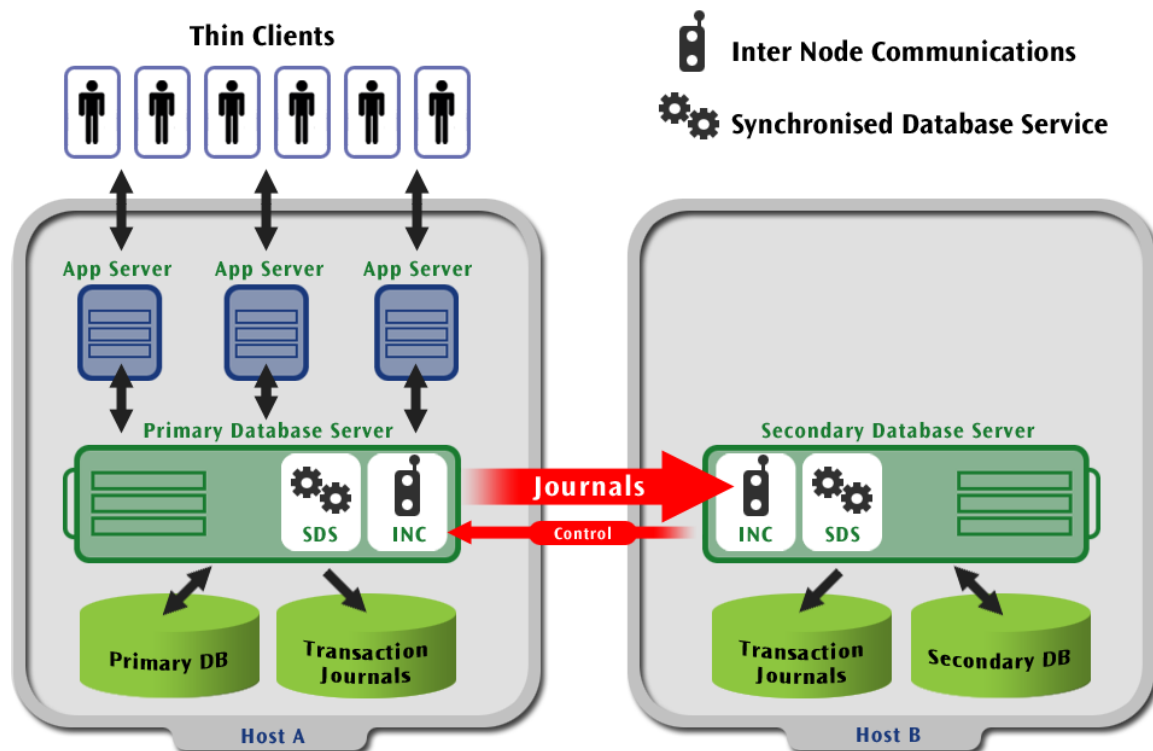 Thin Clients
Inter Node Communications
Synchronised Database Service
App Server
App Server
App Server
Primary Database Server
Secondary Database Server
SDS
INC
Journals
Control
INC
SDS
Primary DB
Transaction
Journals
Transaction
Journals
Secondary DB
Host A
Host B